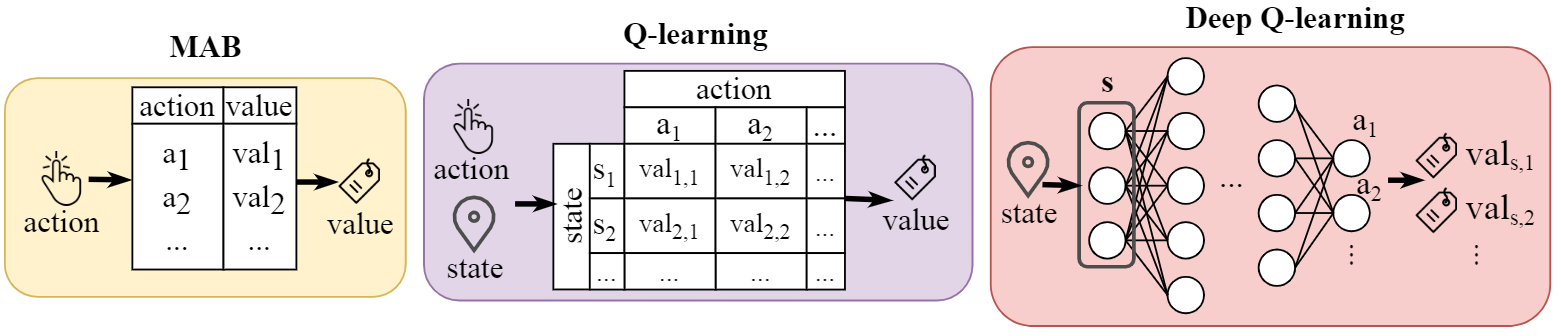 MAB
action value
a1 val1
a2 val2
... ...
action
value
Q-learning
action
a1 a2 ...
state
s1 val1,1 val1,2 ...
s2 val2,1 val2,2 ...
... ... ... ...
action
state
value
Deep Q-learning
s
state
...
a1
a2
⋮
vals,1
vals,2
⋮